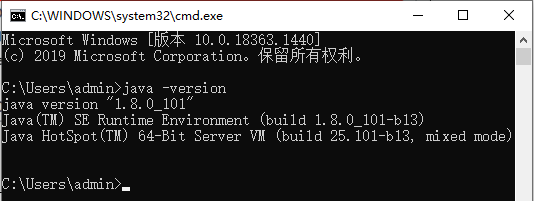 C:\WINDOWS\system32\cmd.exe
Microsoft Windows [版本 10.0.18363.1440]
(c) 2019 Microsoft Corporation。保留所有权利。
C:\Users\admin>java -version
java version "1.8.0_101"
Java(TM) SE Runtime Environment (build 1.8.0_101-b13)
Java HotSpot(TM) 64-Bit Server VM (build 25.101-b13, mixed mode)
C:\Users\admin>